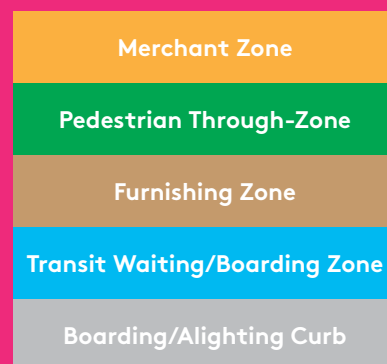 Merchant Zone
Pedestrian Through-Zone
Furnishing Zone
Transit Waiting/Boarding Zone
Boarding/Alighting Curb